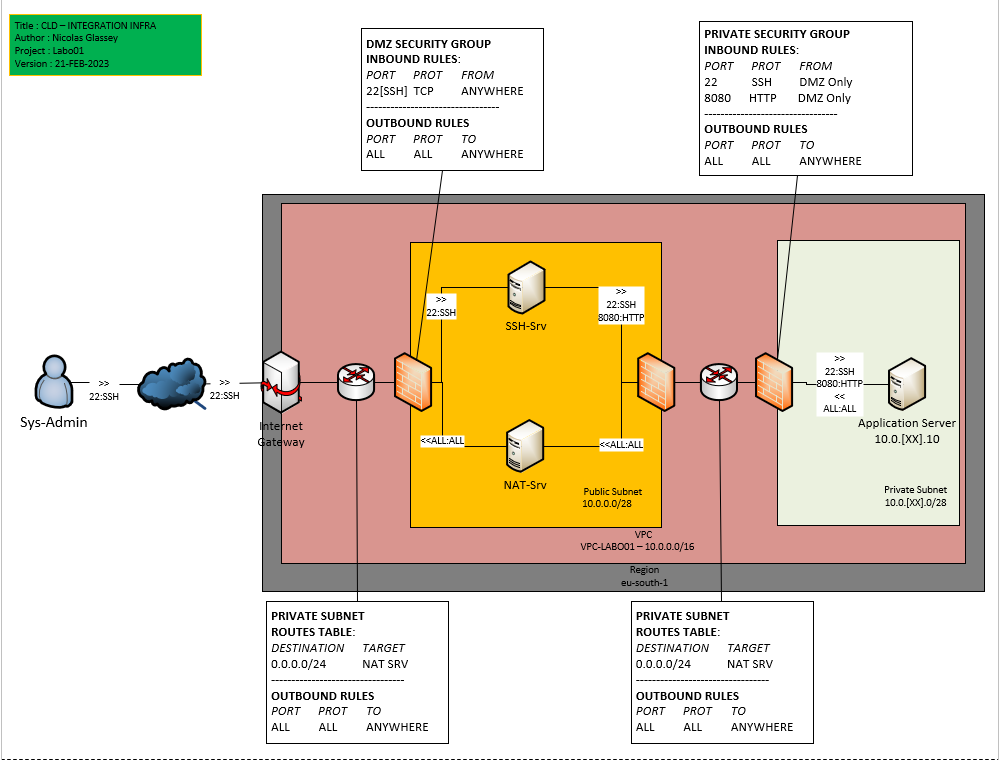 Title : CLD – INTEGRATION INFRA
Author : Nicolas Glassey
Project : Labo01
Version : 21-FEB-2023
DMZ SECURITY GROUP
INBOUND RULES:
PORT PROT FROM
22[SSH] TCP ANYWHERE
----------------------------------
OUTBOUND RULES
PORT PROT TO
ALL ALL ANYWHERE
PRIVATE SECURITY GROUP
INBOUND RULES:
PORT PROT FROM
22 SSH DMZ Only
8080 HTTP DMZ Only
----------------------------------
OUTBOUND RULES
PORT PROT TO
ALL ALL ANYWHERE
Sys-Admin
>>
22:SSH
>>
22:SSH
Internet
Gateway
>>
22:SSH
SSH-Srv
>>
22:SSH
8080:HTTP
<<ALL:ALL
NAT-Srv
<<ALL:ALL
Public Subnet
10.0.0.0/28
>>
22:SSH
8080:HTTP
<<
ALL:ALL
Application Server
10.0.[XX].10
Private Subnet
10.0.[XX].0/28
VPC
VPC-LABO01 – 10.0.0.0/16
Region
eu-south-1
PRIVATE SUBNET
ROUTES TABLE:
DESTINATION TARGET
0.0.0.0/24 NAT SRV
----------------------------------
OUTBOUND RULES
PORT PROT TO
ALL ALL ANYWHERE
PRIVATE SUBNET
ROUTES TABLE:
DESTINATION TARGET
0.0.0.0/24 NAT SRV
----------------------------------
OUTBOUND RULES
PORT PROT TO
ALL ALL ANYWHERE